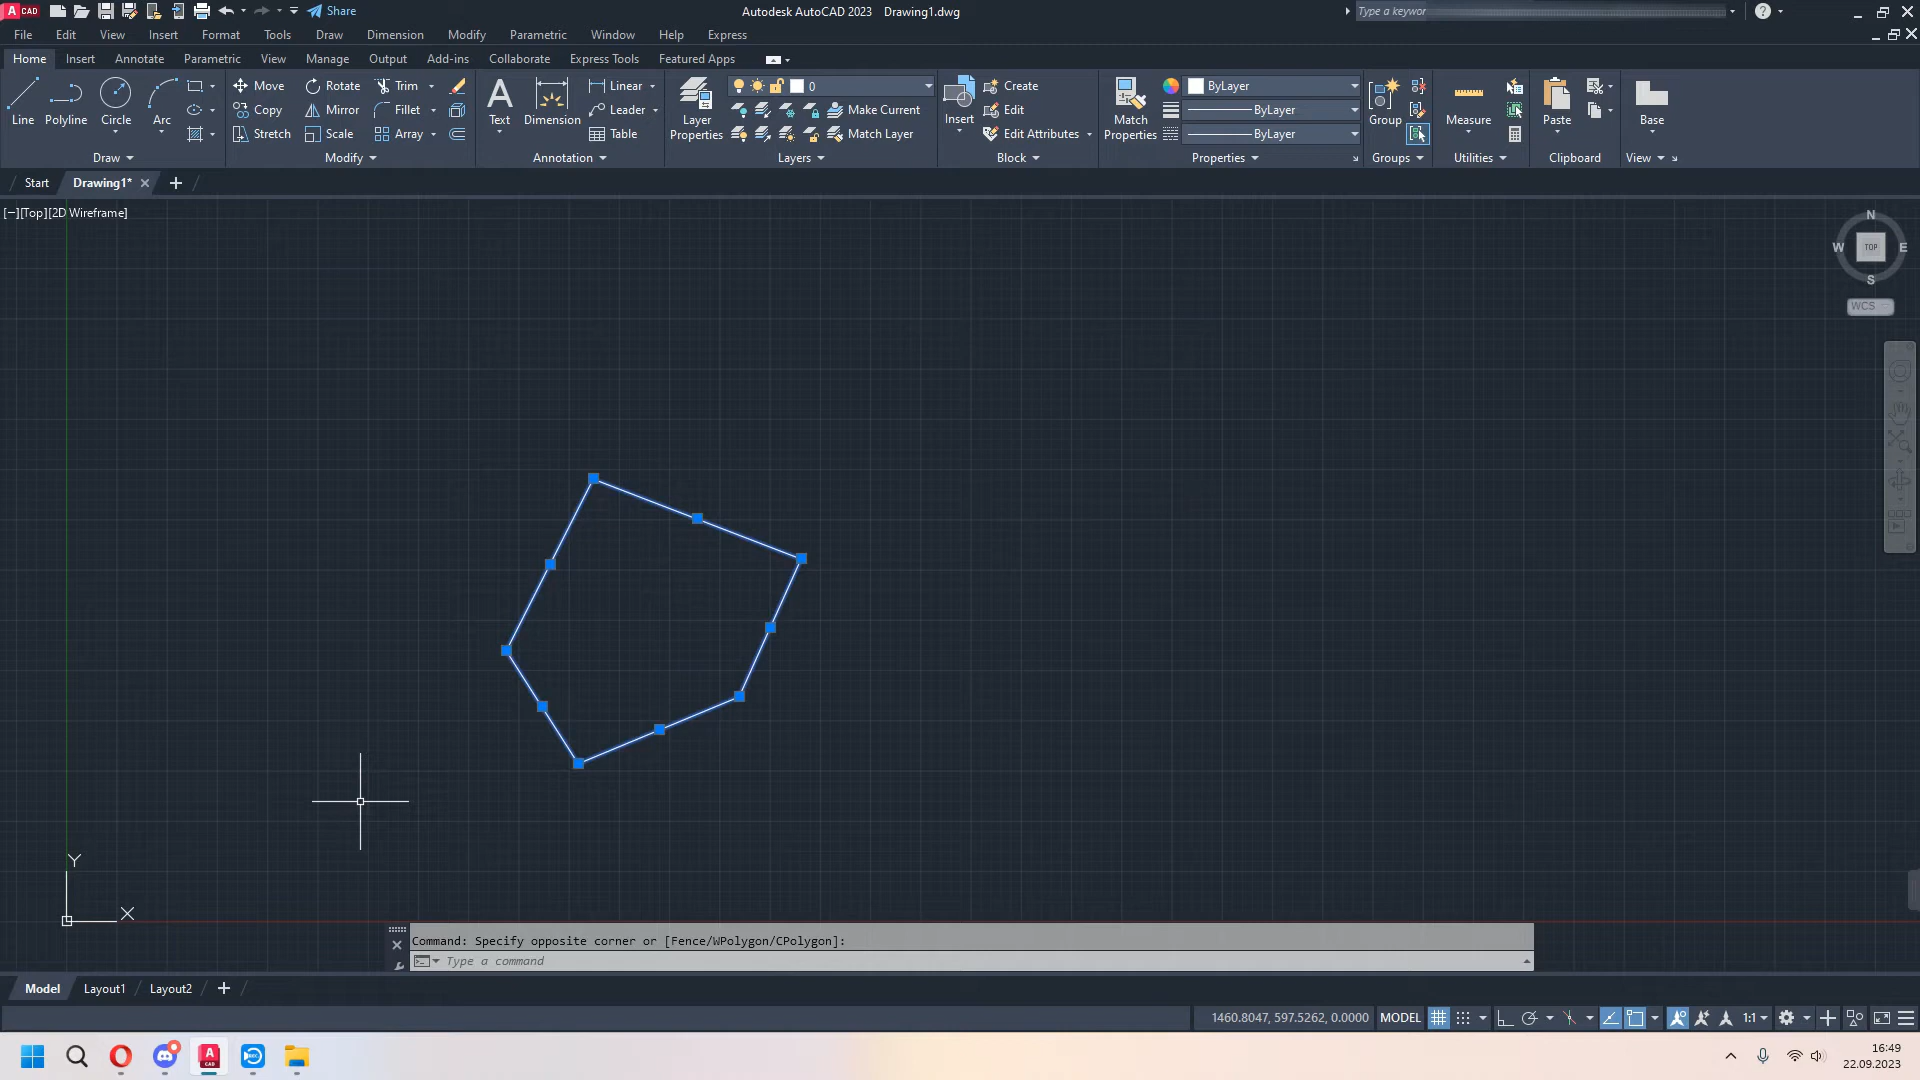 CAD Share Autodesk AutoCAD 2023 Drawing1.dwg Type a keywor
File Edit View Insert Format Tools Draw Dimension Modify Parametric Window Help Express
Home Insert Annotate Parametric View Manage Output Add-ins Collaborate Express Tools Featured Apps
Move Rotate Trim Linear 0 Create ByLayer
Line Polyline Circle Arc Copy Mirror Fillet Text Dimension Leader Layer Properties Make Current Insert Edit Match Properties ByLayer Group Measure Paste Base
Stretch Scale Array Table Match Layer Edit Attributes ByLayer
Draw Modify Annotation Layers Block Properties Groups Utilities Clipboard View
Start Drawing1*
[−][Top][2D Wireframe]
N
W TOP E
S
WCS
Y
X
Command: Specify opposite corner or [Fence/WPolygon/CPolygon]:
Type a command
Model Layout1 Layout2
1460.8047, 597.5262, 0.0000 MODEL 1:1
16:49
22.09.2023